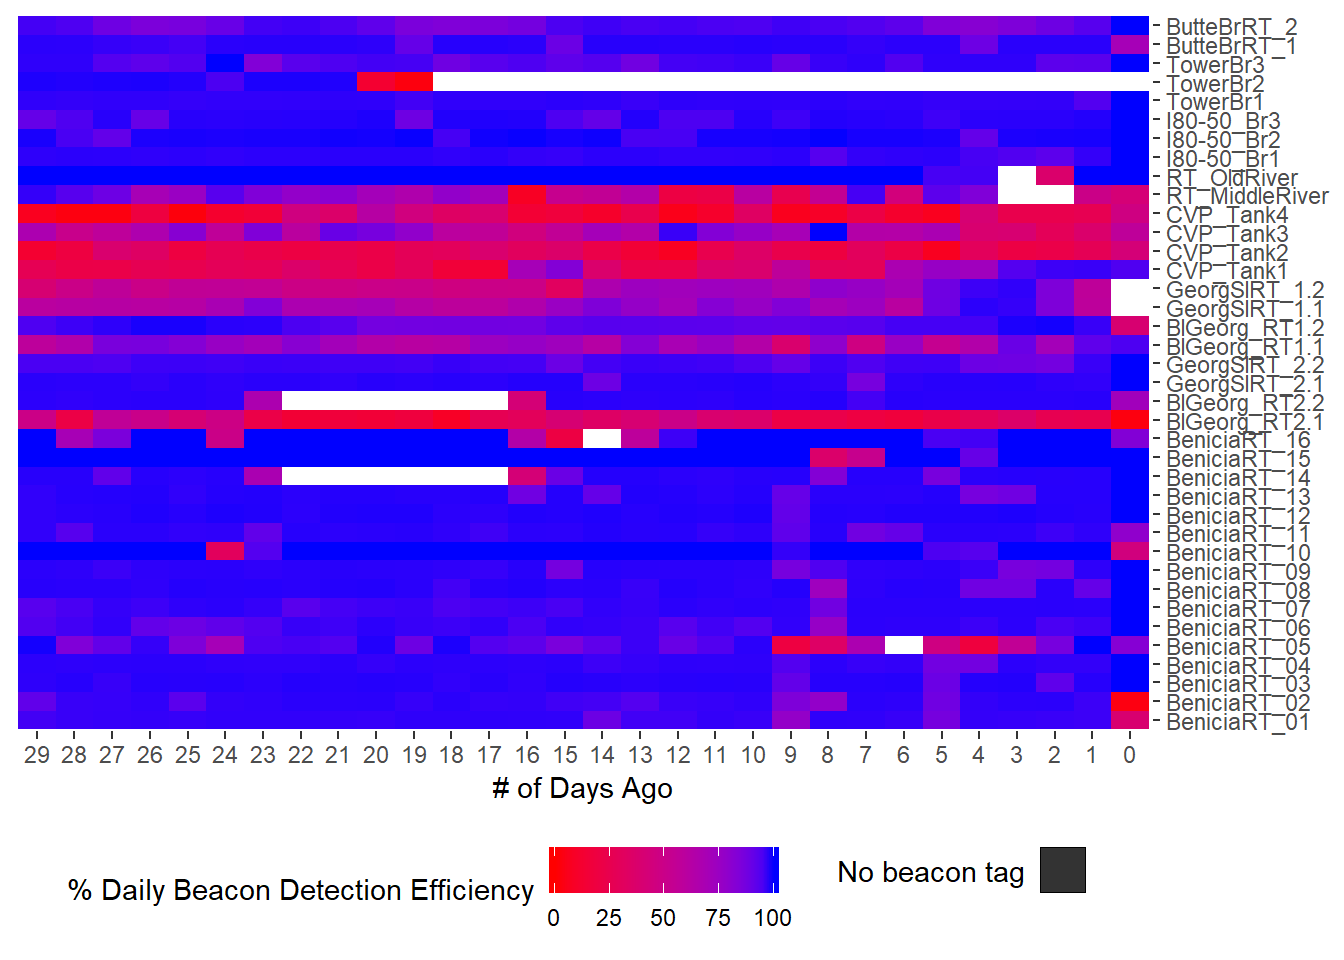 ButteBrRT_2
ButteBrRT_1
TowerBr3
TowerBr2
TowerBr1
I80-50_Br3
I80-50_Br2
I80-50_Br1
RT_OldRiver
RT_MiddleRiver
CVP_Tank4
CVP_Tank3
CVP_Tank2
CVP_Tank1
GeorgSlRT_1.2
GeorgSlRT_1.1
BlGeorg_RT1.2
BlGeorg_RT1.1
GeorgSlRT_2.2
GeorgSlRT_2.1
BlGeorg_RT2.2
BlGeorg_RT2.1
BeniciaRT_16
BeniciaRT_15
BeniciaRT_14
BeniciaRT_13
BeniciaRT_12
BeniciaRT_11
BeniciaRT_10
BeniciaRT_09
BeniciaRT_08
BeniciaRT_07
BeniciaRT_06
BeniciaRT_05
BeniciaRT_04
BeniciaRT_03
BeniciaRT_02
BeniciaRT_01
29 28 27 26 25 24 23 22 21 20 19 18 17 16 15 14 13 12 11 10 9 8 7 6 5 4 3 2 1 0
# of Days Ago
% Daily Beacon Detection Efficiency
0 25 50 75 100
No beacon tag